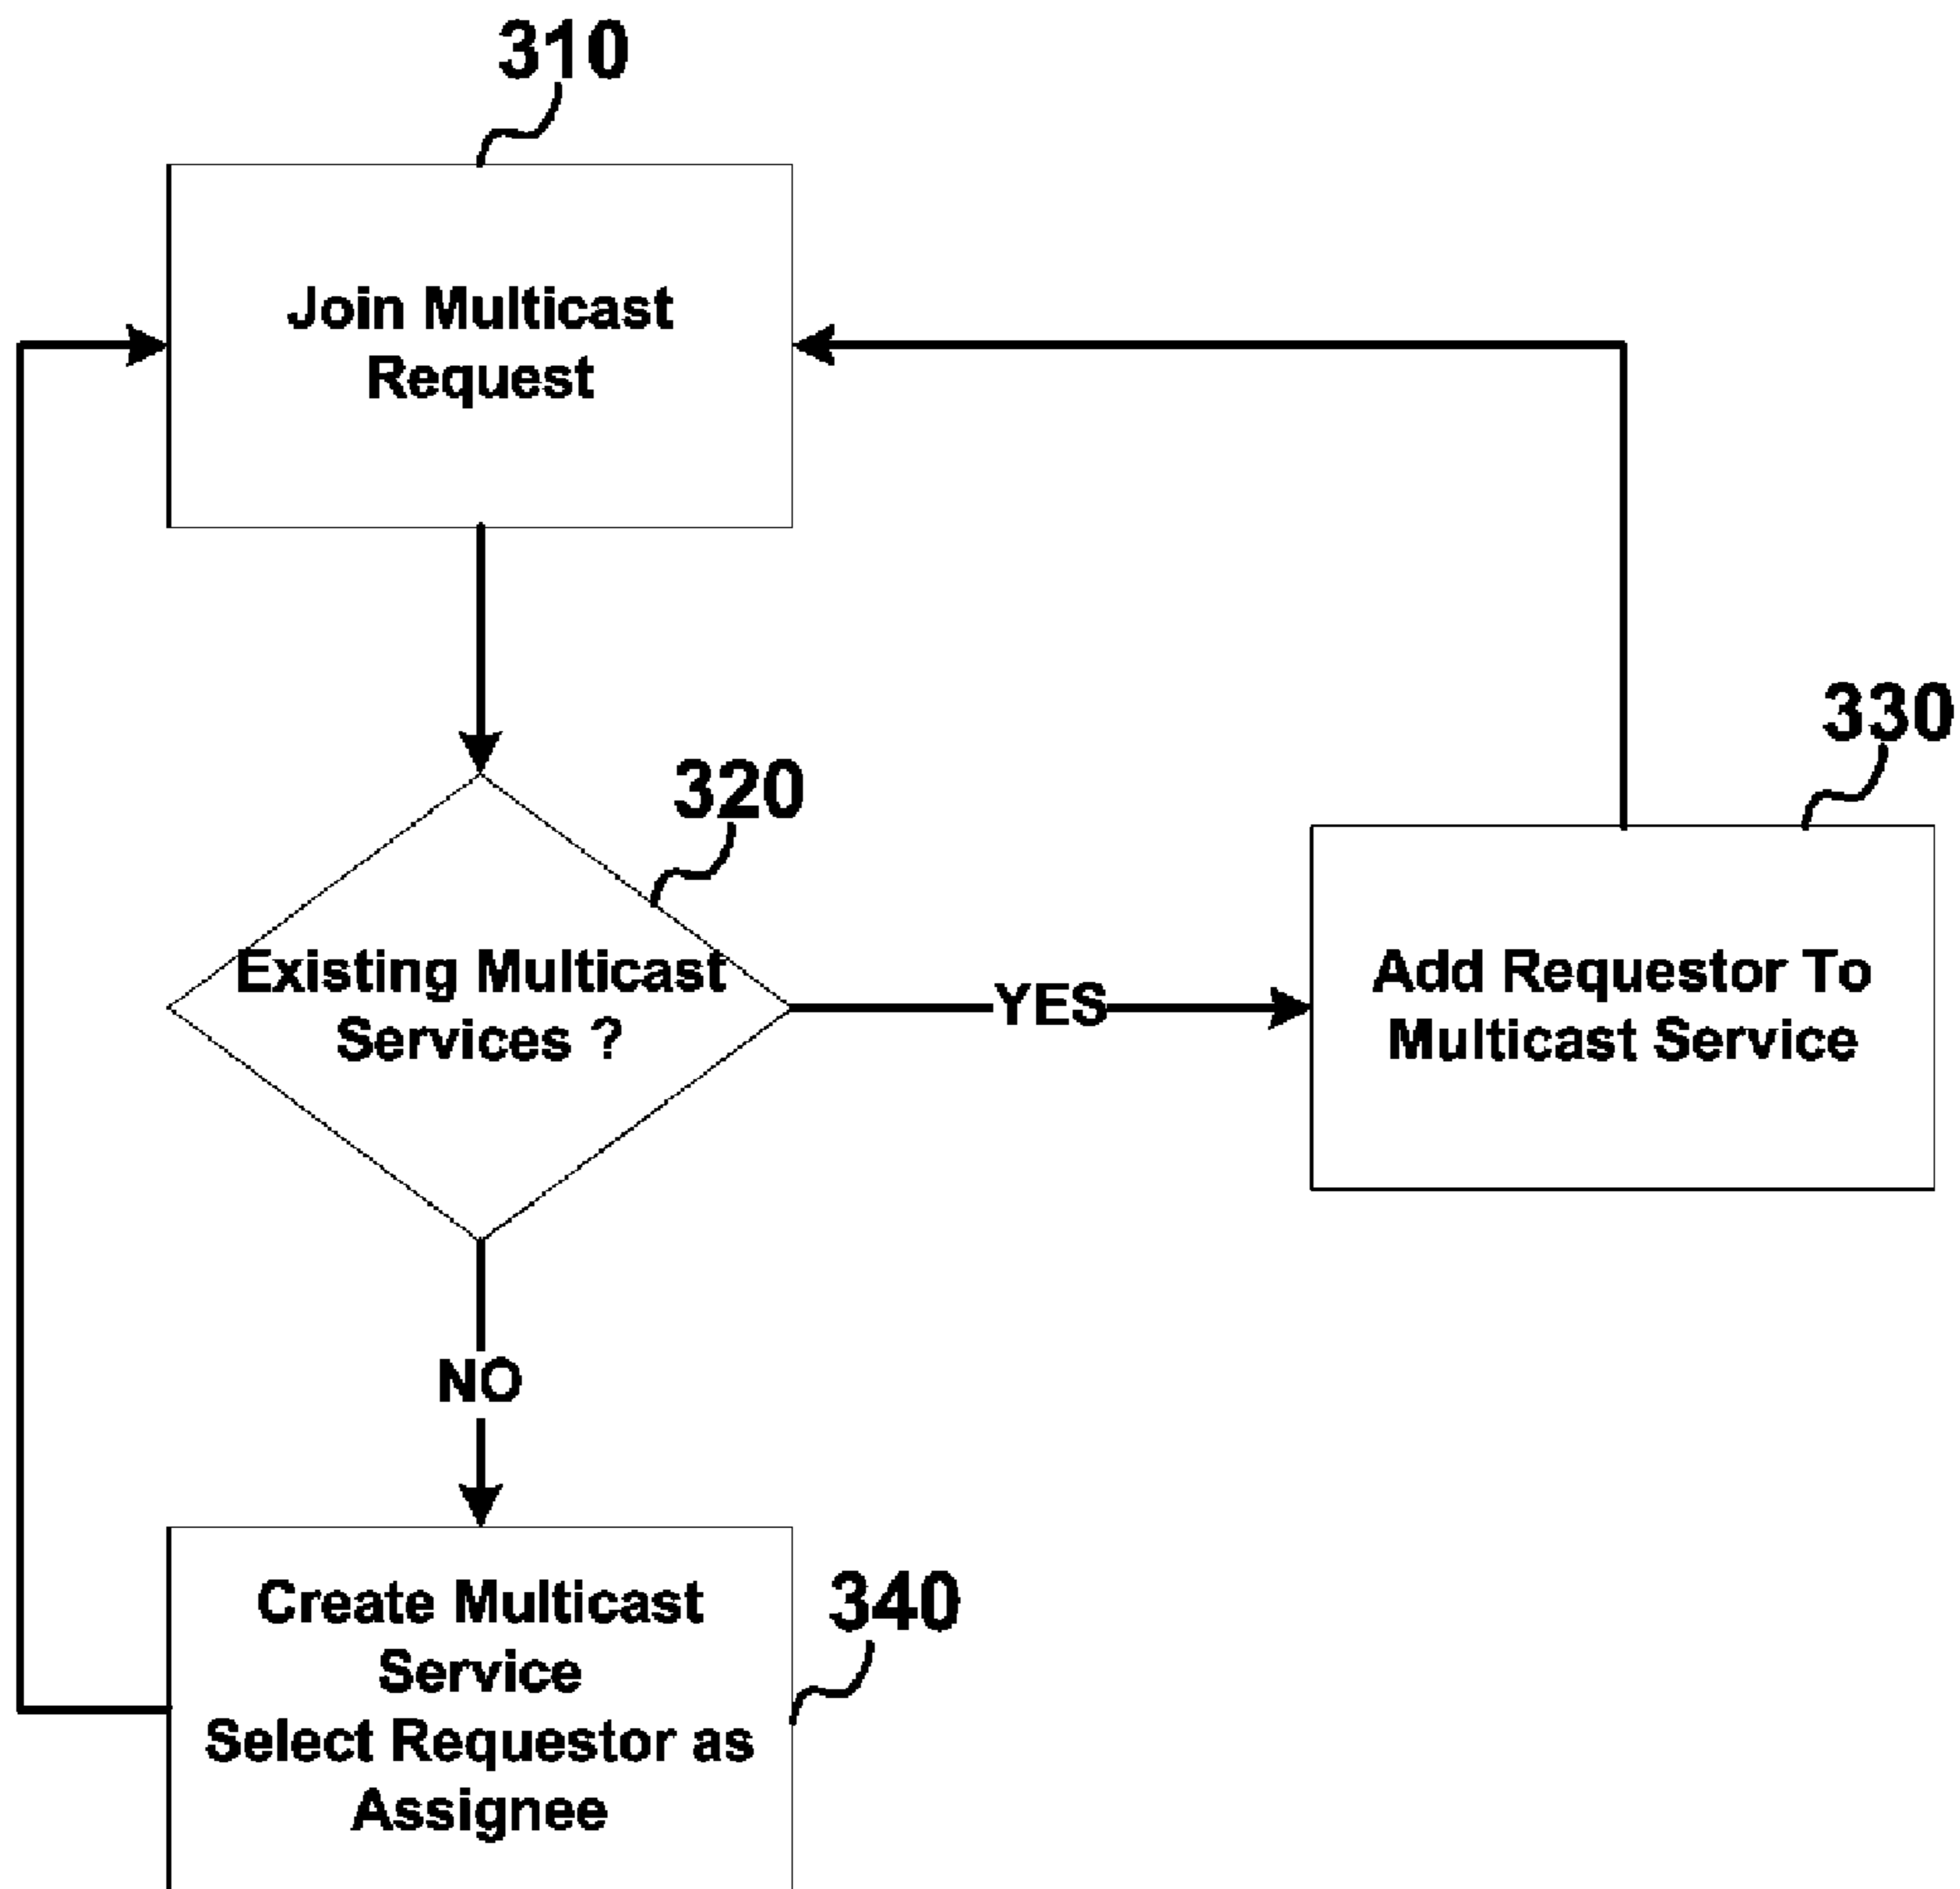 310
Join Multicast
Request
320
Existing Multicast
Services ?
YES
330
Add Requestor To
Multicast Service
NO
340
Create Multicast
Service
Select Requestor as
Assignee